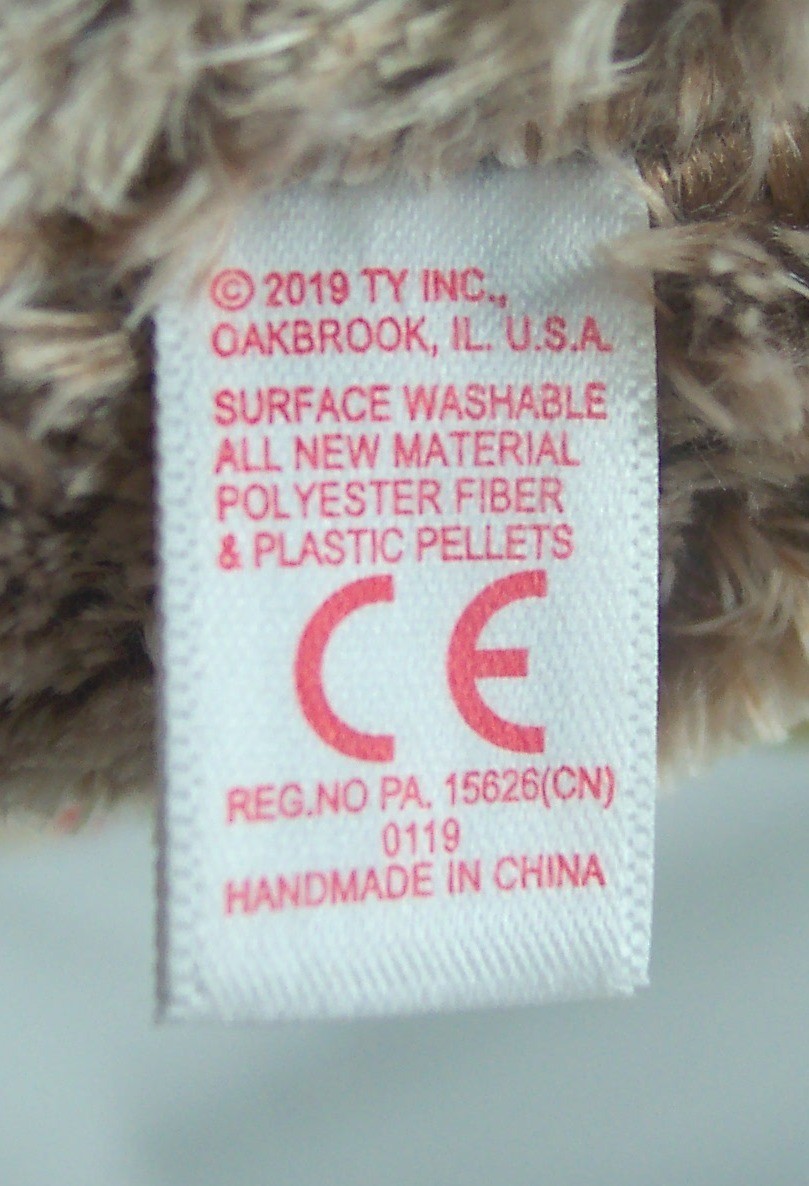 © 2019 TY INC.,
OAKBROOK, IL. U.S.A.
SURFACE WASHABLE
ALL NEW MATERIAL
POLYESTER FIBER
& PLASTIC PELLETS
CE
REG.NO PA. 15626(CN)
0119
HANDMADE IN CHINA